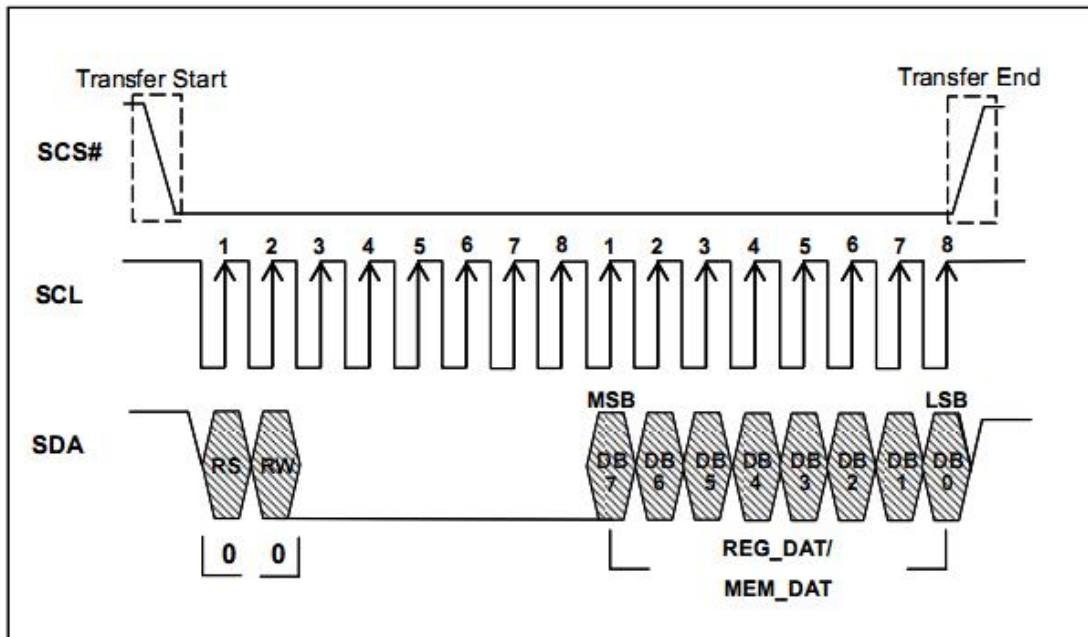 Transfer Start
Transfer End
SCS#
1 2 3 4 5 6 7 8 1 2 3 4 5 6 7 8
SCL
MSB
LSB
SDA
RS RW DB 7 DB 6 DB 5 DB 4 DB 3 DB 2 DB 1 DB 0
0 0
REG_DAT/
MEM_DAT